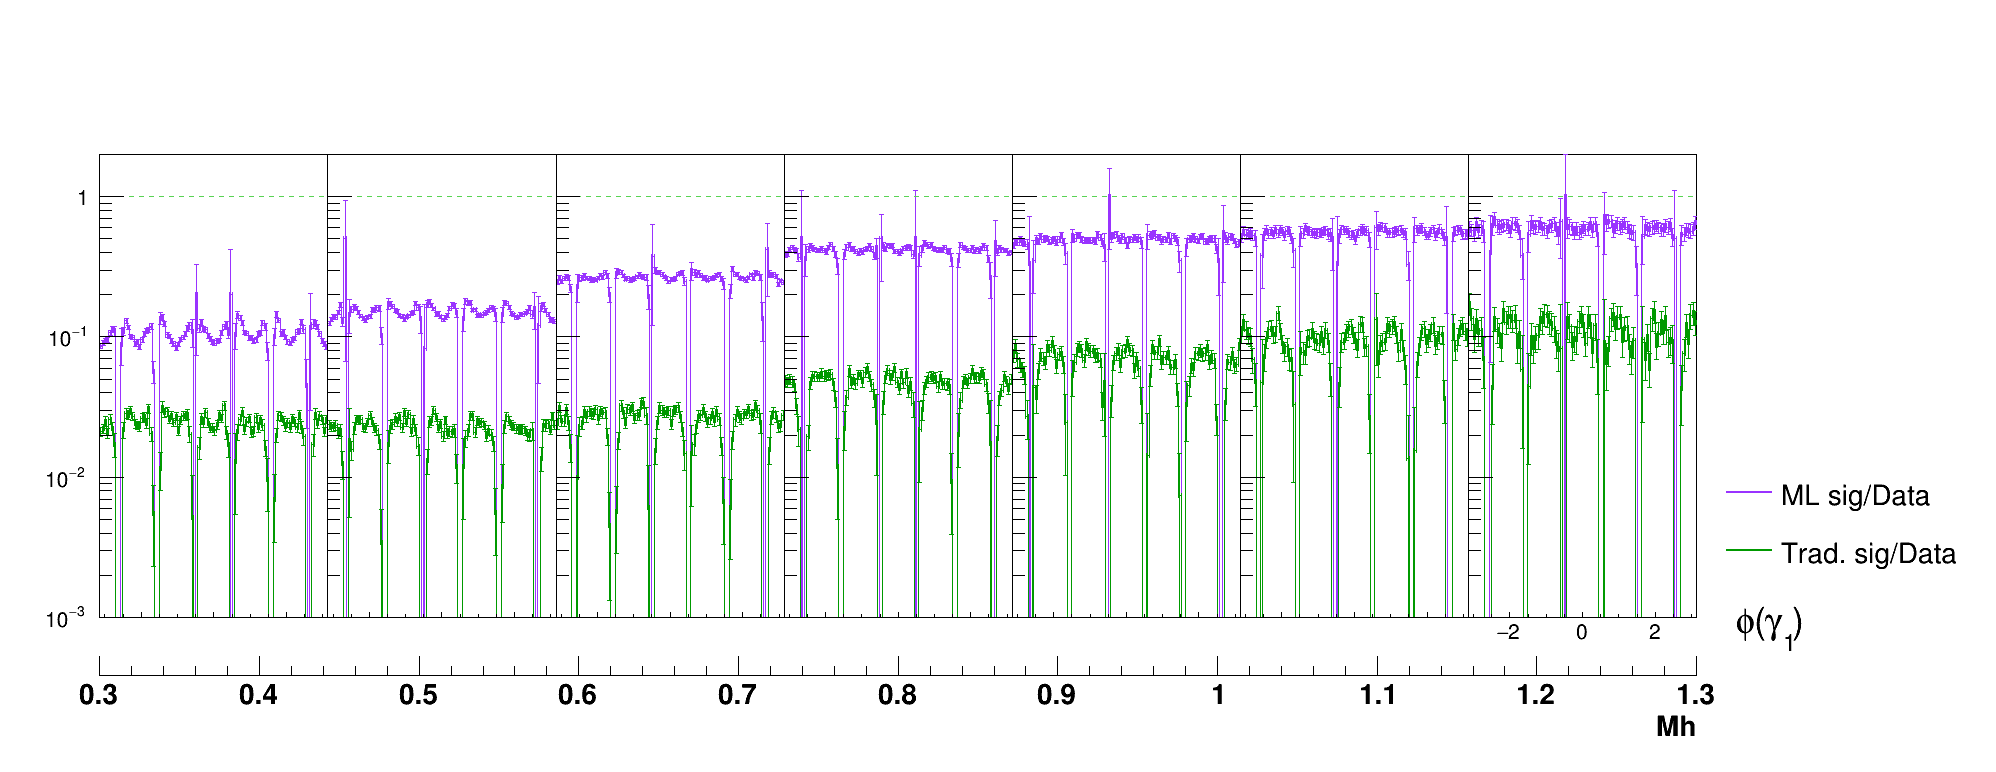 1
10⁻¹
10⁻²
10⁻³
ML sig/Data
Trad. sig/Data
−2 0 2
ϕ(γ₁)
0.3 0.4 0.5 0.6 0.7 0.8 0.9 1 1.1 1.2 1.3
Mh